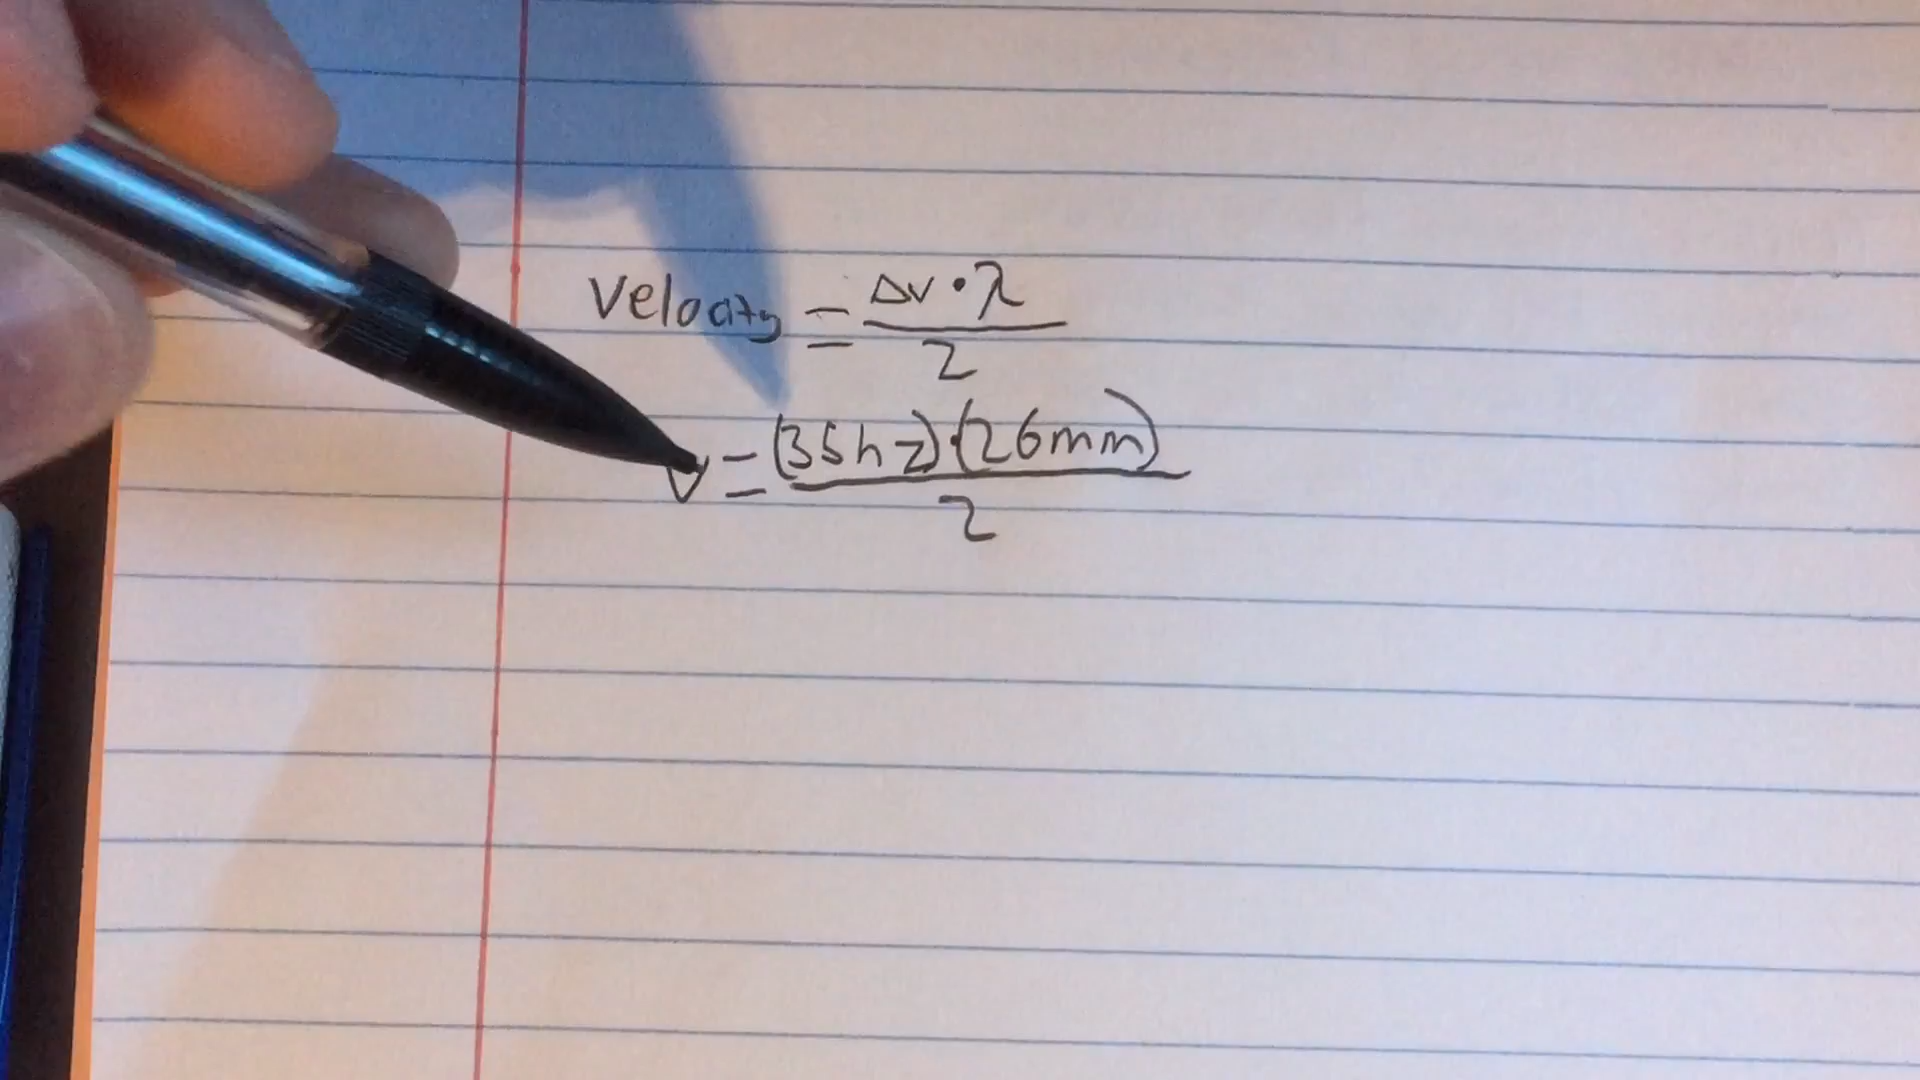 Velocity = Δv • λ / 2
V = (35hz)•(26mm) / 2